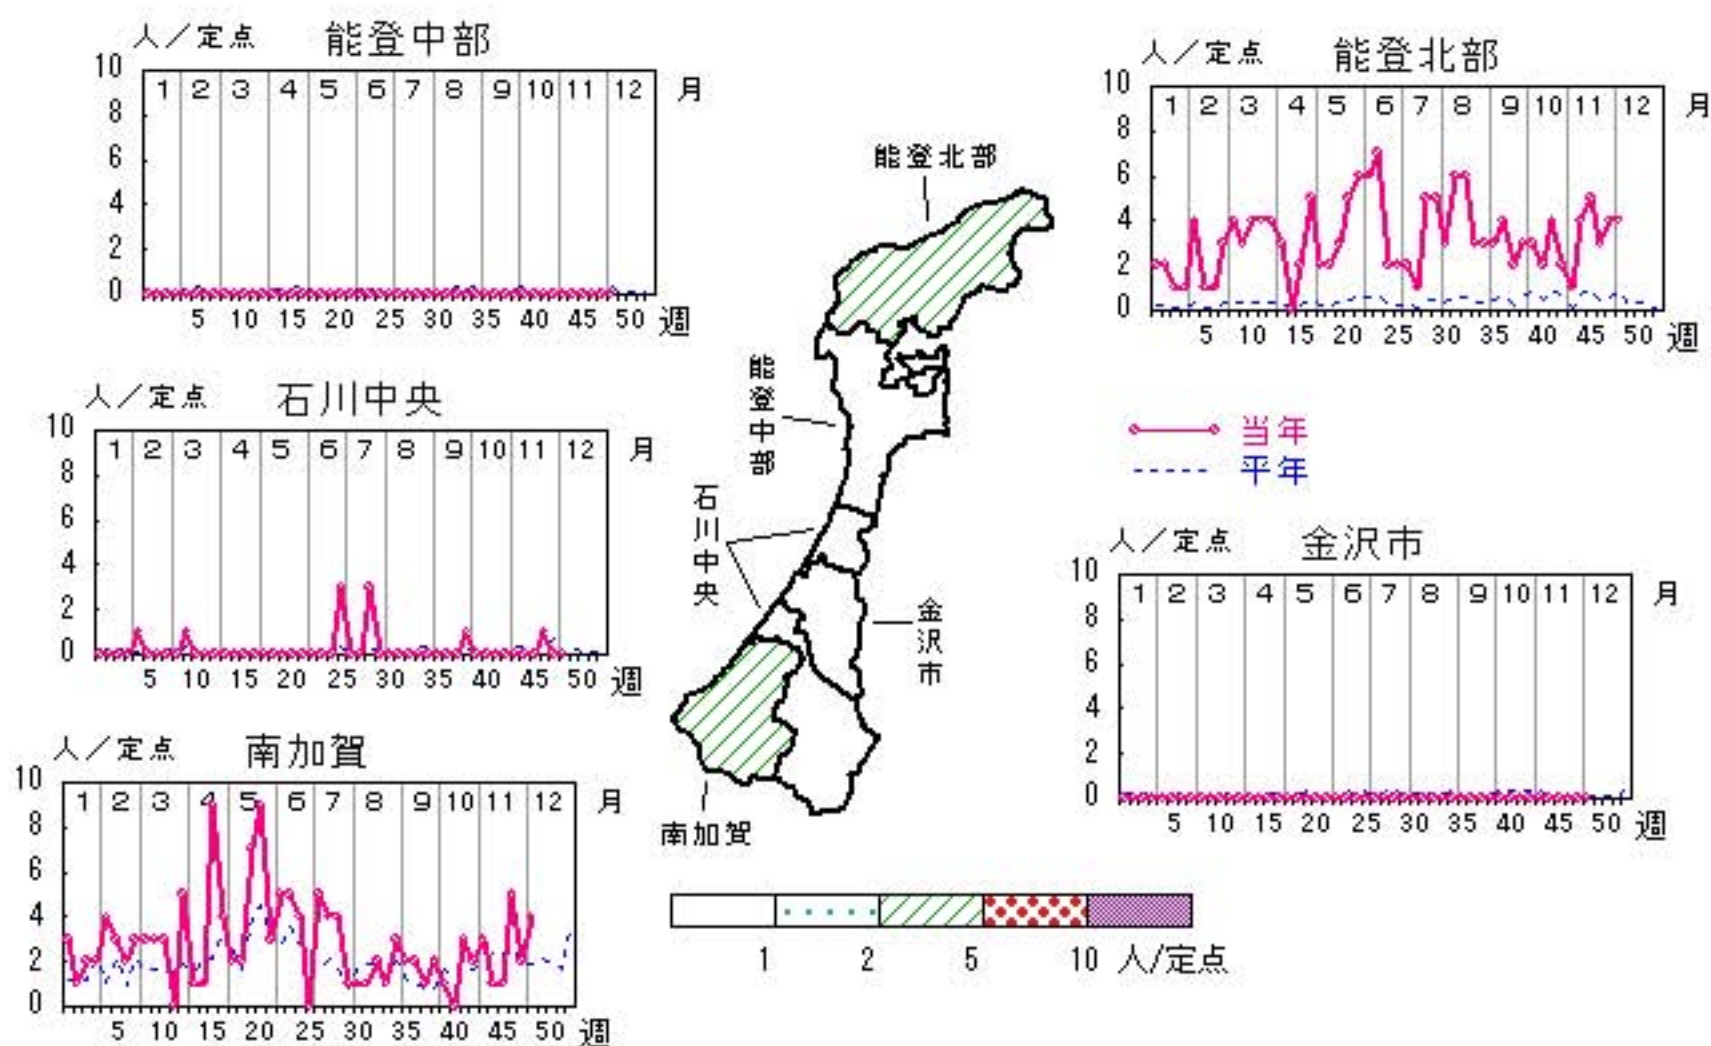 人／定点 能登中部
10 8 6 4 2 0
1 2 3 4 5 6 7 8 9 10 11 12 月
5 10 15 20 25 30 35 40 45 50 週
人／定点 能登北部
10 8 6 4 2 0
1 2 3 4 5 6 7 8 9 10 11 12 月
5 10 15 20 25 30 35 40 45 50 週
人／定点 石川中央
10 8 6 4 2 0
1 2 3 4 5 6 7 8 9 10 11 12 月
5 10 15 20 25 30 35 40 45 50 週
当年
平年
人／定点 金沢市
10 8 6 4 2 0
1 2 3 4 5 6 7 8 9 10 11 12 月
5 10 15 20 25 30 35 40 45 50 週
人／定点 南加賀
10 8 6 4 2 0
1 2 3 4 5 6 7 8 9 10 11 12 月
5 10 15 20 25 30 35 40 45 50 週
能登北部
能登中部
石川中央
金沢市
南加賀
1 2 5 10 人/定点